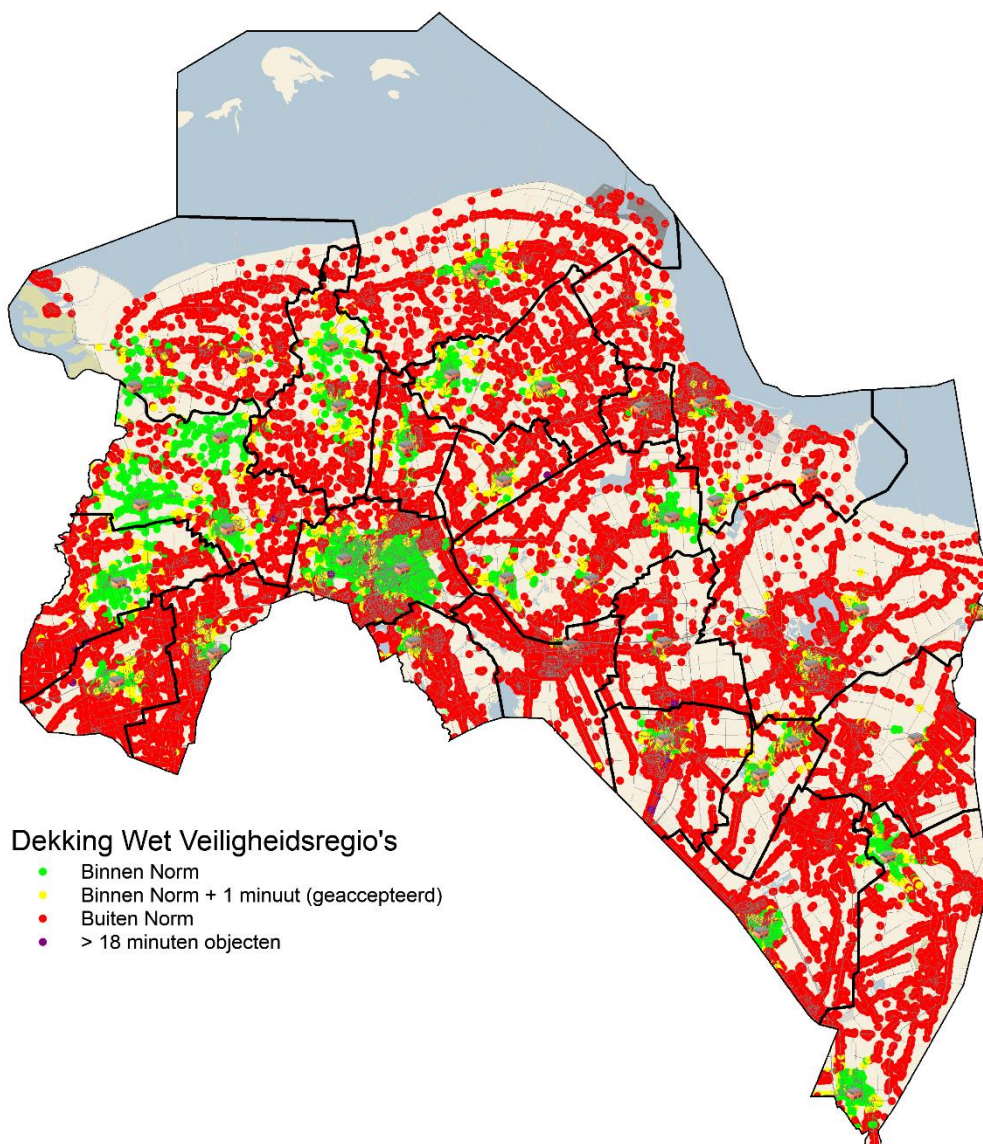 Dekking Wet Veiligheidsregio's
Binnen Norm
Binnen Norm + 1 minuut (geaccepteerd)
Buiten Norm
> 18 minuten objecten